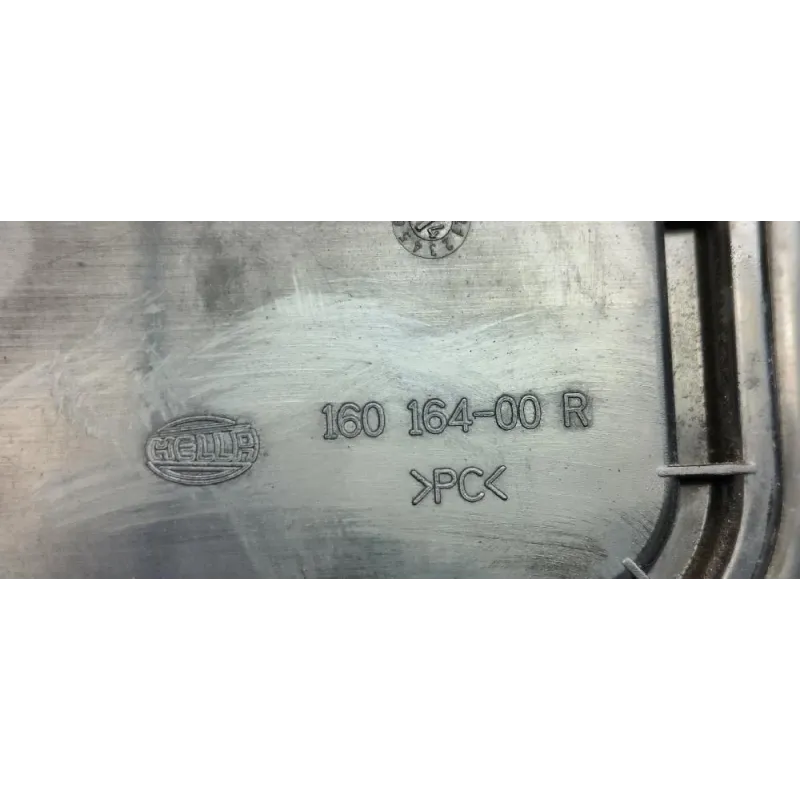 HELLA
160 164-00 R
>PC<